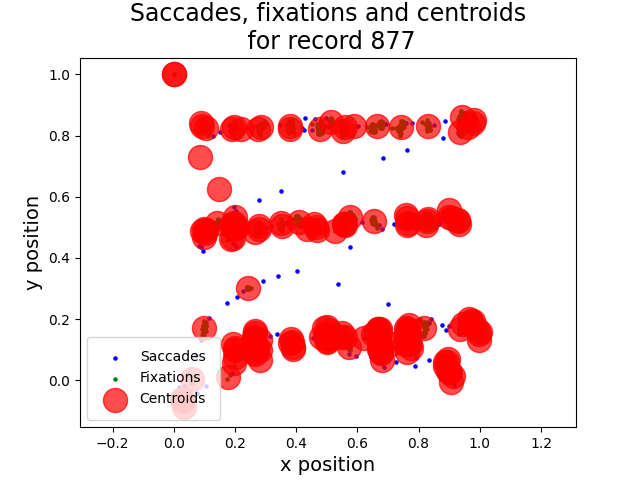 Saccades, fixations and centroids
for record 877
y position
1.0
0.8
0.6
0.4
0.2
0.0
Saccades
Fixations
Centroids
−0.2 0.0 0.2 0.4 0.6 0.8 1.0 1.2
x position